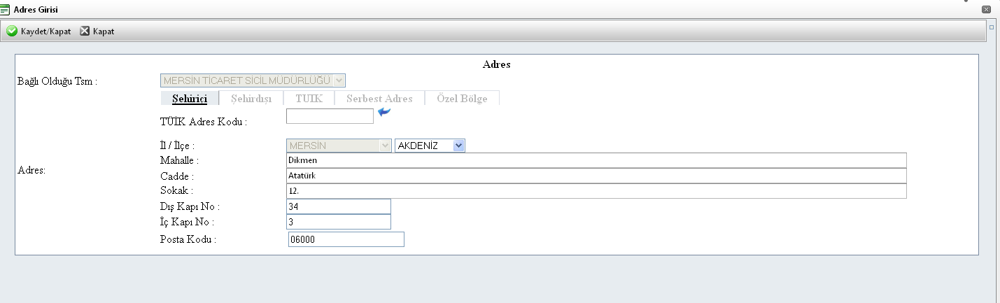 Adres Girisi
Kaydet/Kapat Kapat
Adres
Bağlı Olduğu Tsm : MERSİN TİCARET SİCİL MÜDÜRLÜĞÜ
Şehiriçi Şehirdışı TUIK Serbest Adres Özel Bölge
TÜİK Adres Kodu :
İl / İlçe : MERSİN AKDENİZ
Mahalle : Dikmen
Adres:
Cadde : Atatürk
Sokak : 12.
Dış Kapı No : 34
İç Kapı No : 3
Posta Kodu : 06000